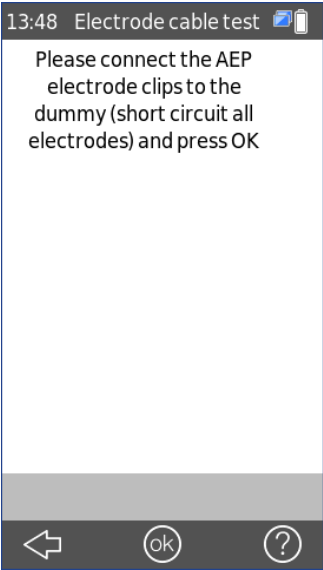 13:48 Electrode cable test
Please connect the AEP
electrode clips to the
dummy (short circuit all
electrodes) and press OK
ok
?